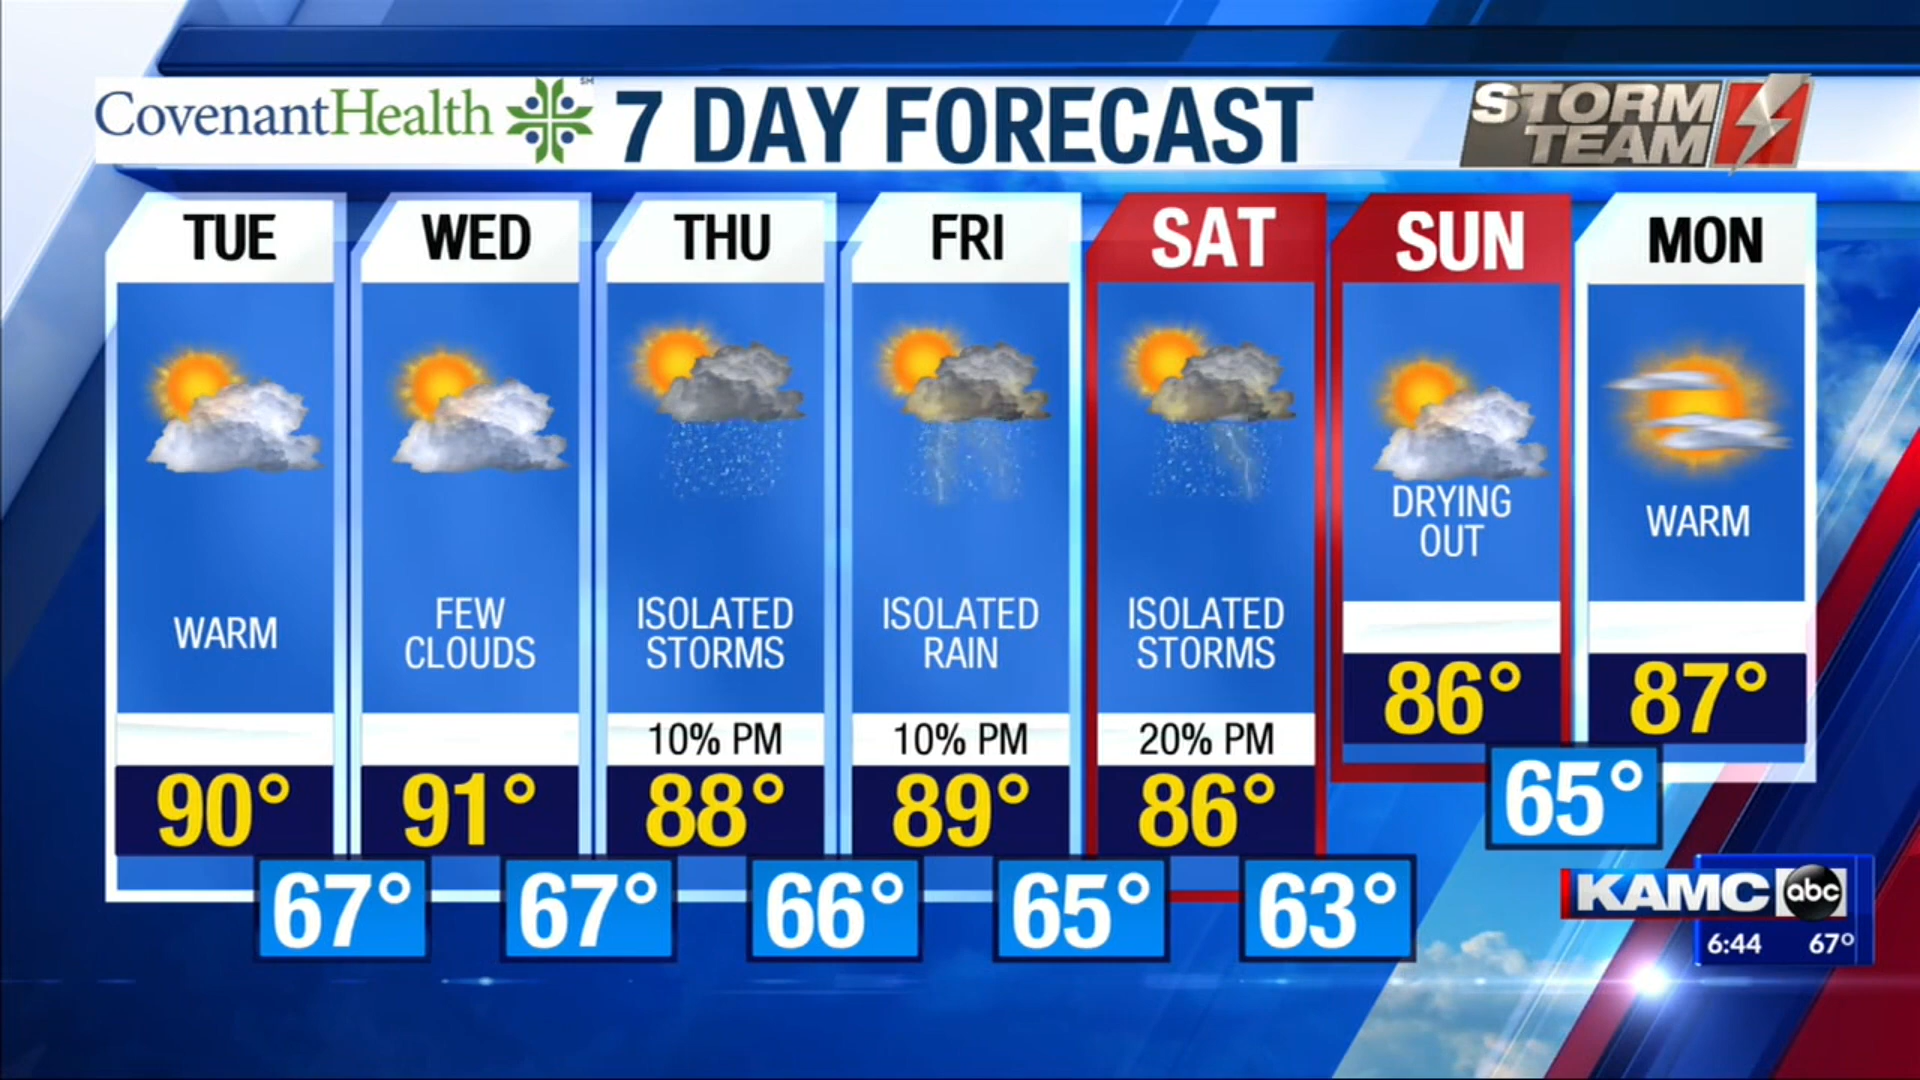 CovenantHealth SM 7 DAY FORECAST STORM TEAM
TUE WED THU FRI SAT SUN MON
WARM
FEW CLOUDS
ISOLATED STORMS
ISOLATED RAIN
ISOLATED STORMS
DRYING OUT
WARM
10% PM 10% PM 20% PM
90° 91° 88° 89° 86° 86° 87°
67° 67° 66° 65° 63° 65°
KAMC abc
6:44 67°